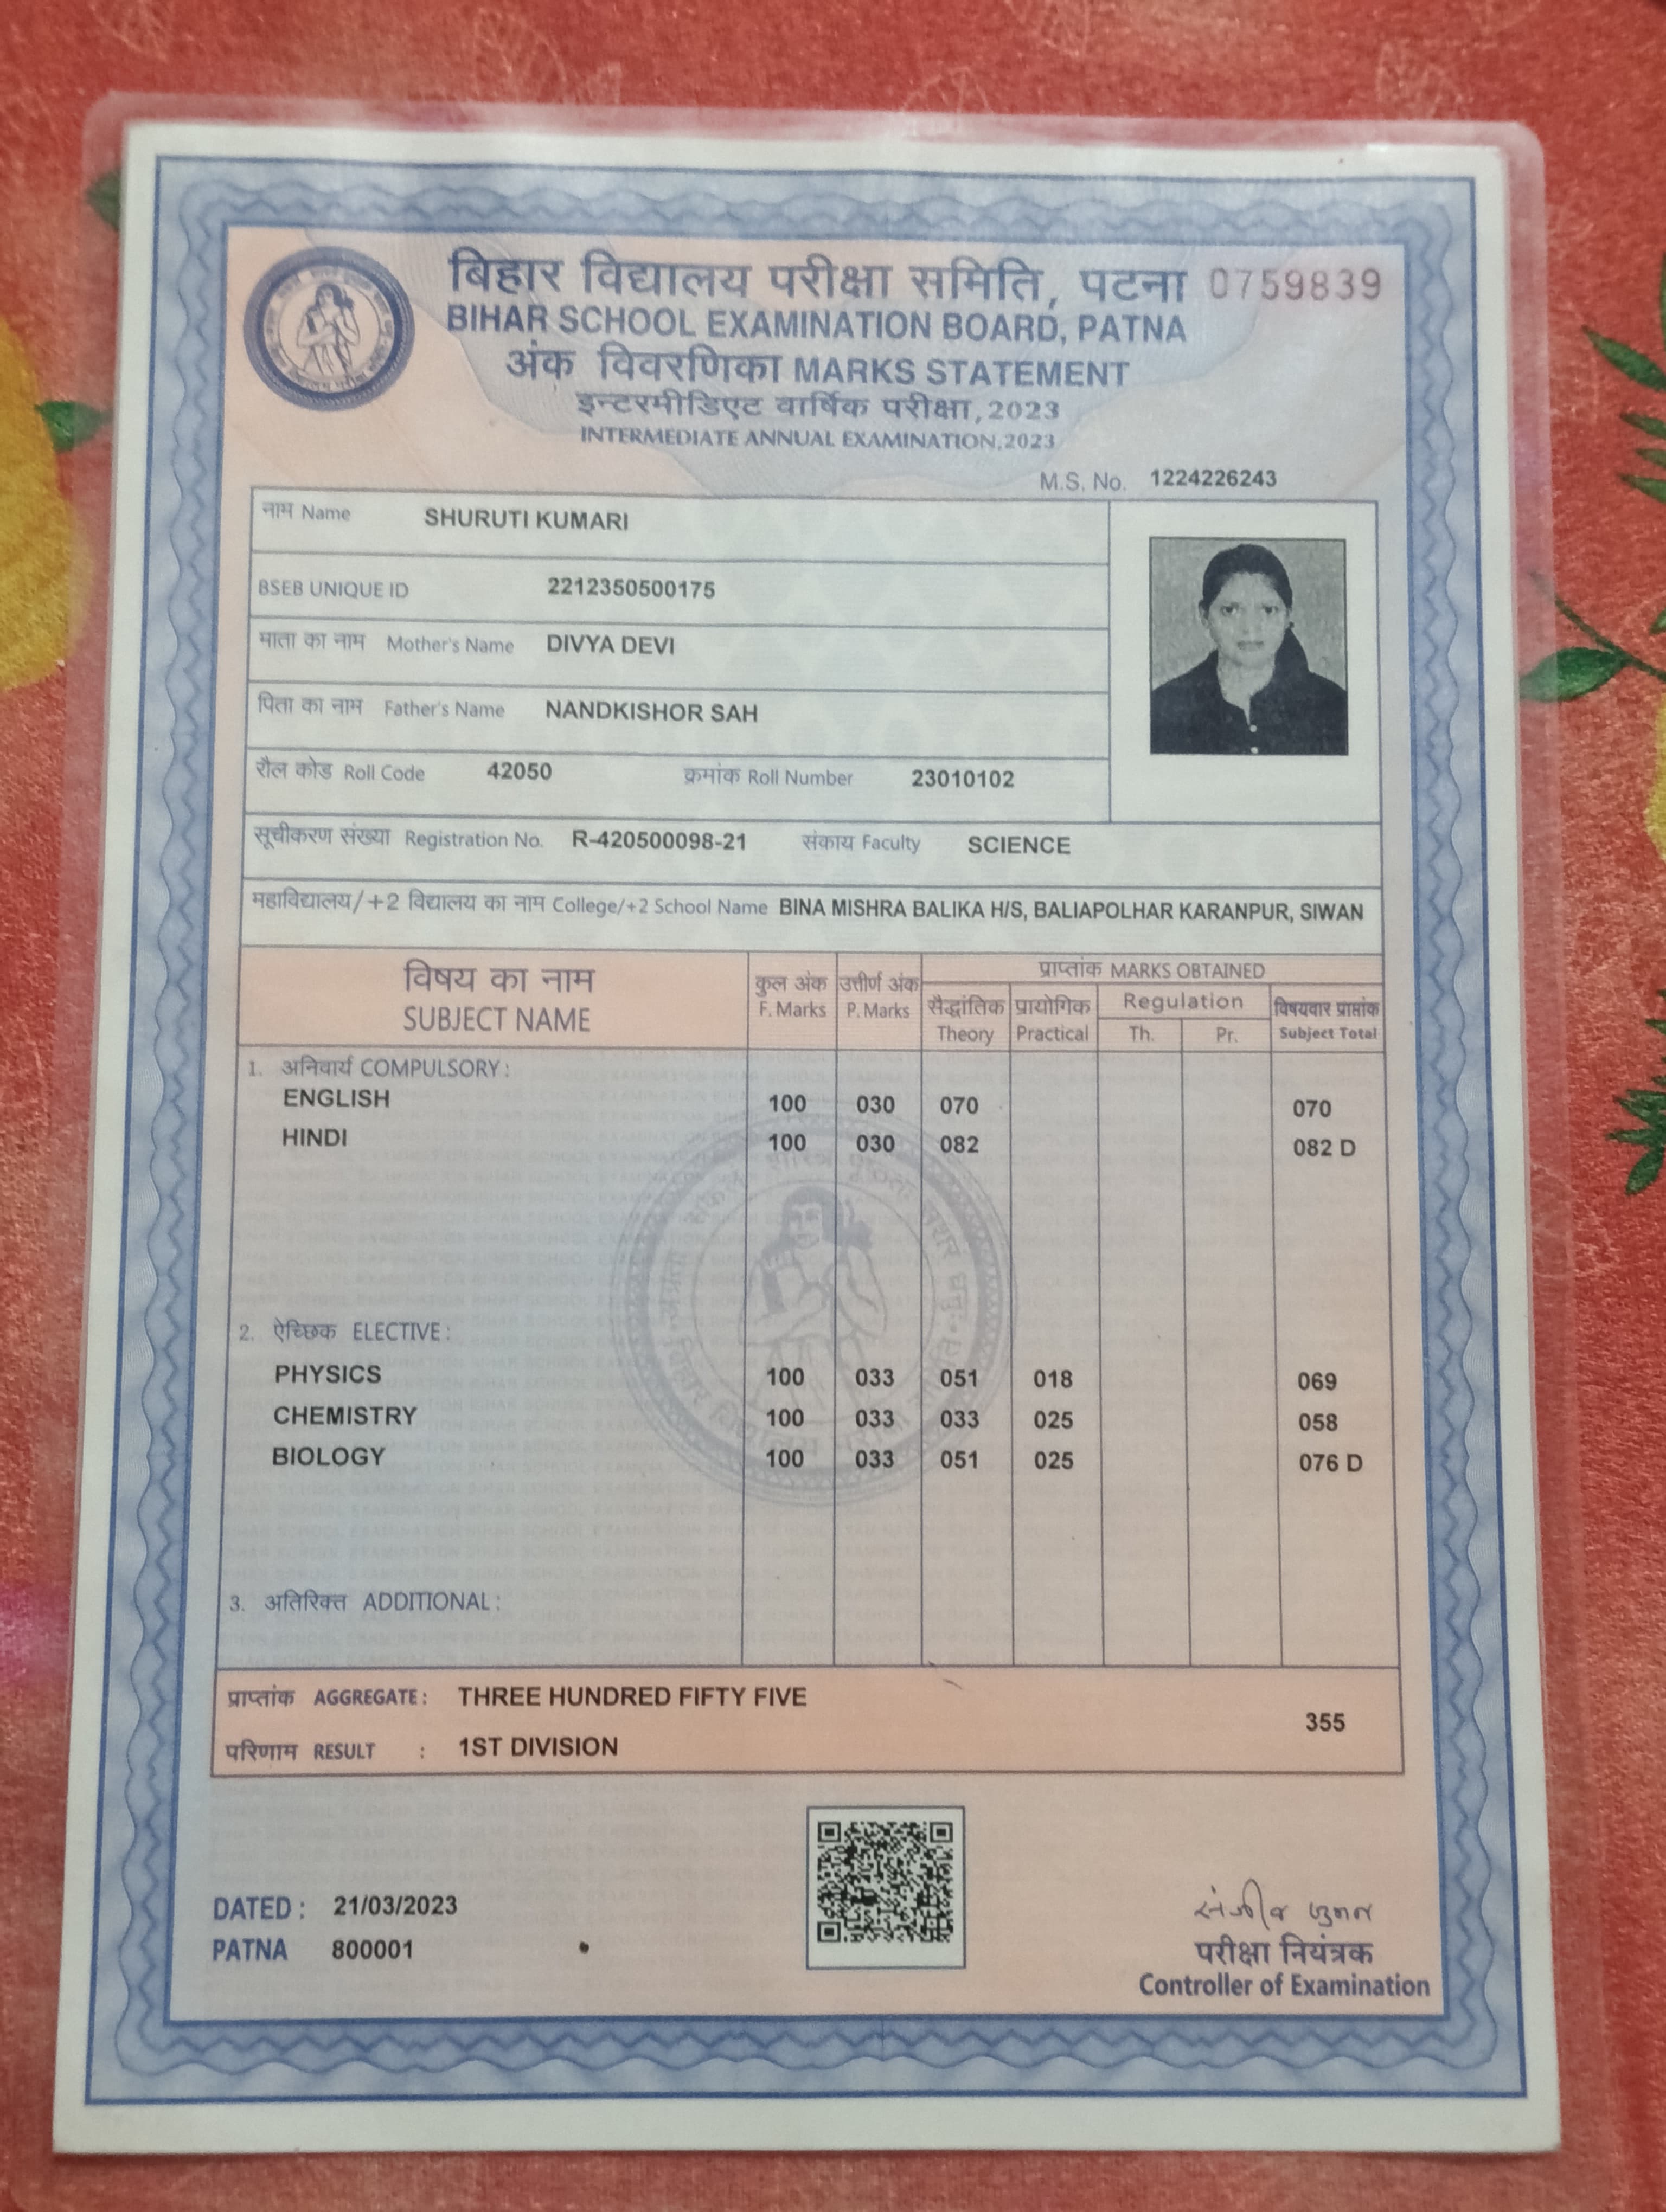 बिहार विद्यालय परीक्षा समिति, पटना 0759839
BIHAR SCHOOL EXAMINATION BOARD, PATNA
अंक विवरणिका MARKS STATEMENT
इन्टरमीडिएट वार्षिक परीक्षा, 2023
INTERMEDIATE ANNUAL EXAMINATION, 2023
M.S. No. 1224226243
नाम Name SHURUTI KUMARI
BSEB UNIQUE ID 2212350500175
माता का नाम Mother's Name DIVYA DEVI
पिता का नाम Father's Name NANDKISHOR SAH
रौल कोड Roll Code 42050 क्रमांक Roll Number 23010102
सूचीकरण संख्या Registration No. R-420500098-21 संकाय Faculty SCIENCE
महाविद्यालय/+2 विद्यालय का नाम College/+2 School Name BINA MISHRA BALIKA H/S, BALIAPOLHAR KARANPUR, SIWAN
विषय का नाम कुल अंक उत्तीर्ण अंक प्राप्तांक MARKS OBTAINED
SUBJECT NAME F. Marks P. Marks सैद्धांतिक प्रायोगिक Regulation विषयवार प्राप्तांक
Theory Practical Th. Pr. Subject Total
1. अनिवार्य COMPULSORY :
ENGLISH 100 030 070 070
HINDI 100 030 082 082 D
2. ऐच्छिक ELECTIVE :
PHYSICS 100 033 051 018 069
CHEMISTRY 100 033 033 025 058
BIOLOGY 100 033 051 025 076 D
3. अतिरिक्त ADDITIONAL :
प्राप्तांक AGGREGATE : THREE HUNDRED FIFTY FIVE 355
परिणाम RESULT : 1ST DIVISION
DATED : 21/03/2023
PATNA 800001
परीक्षा नियंत्रक
Controller of Examination